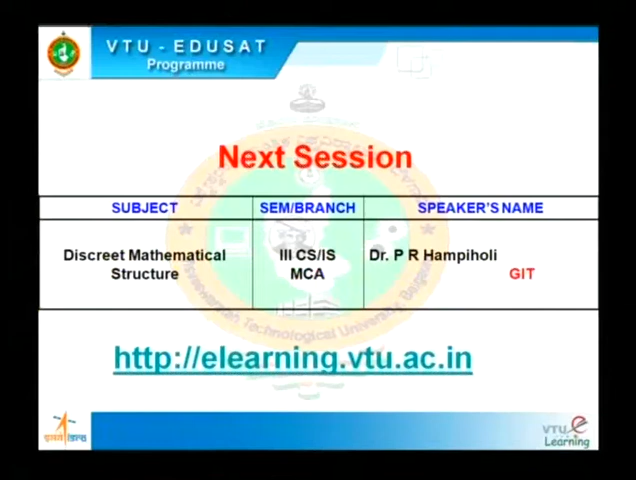 VTU - EDUSAT
Programme
Next Session
SUBJECT SEM/BRANCH SPEAKER'S NAME
Discreet Mathematical III CS/IS Dr. P R Hampiholi
Structure MCA GIT
http://elearning.vtu.ac.in
VTU e
Learning